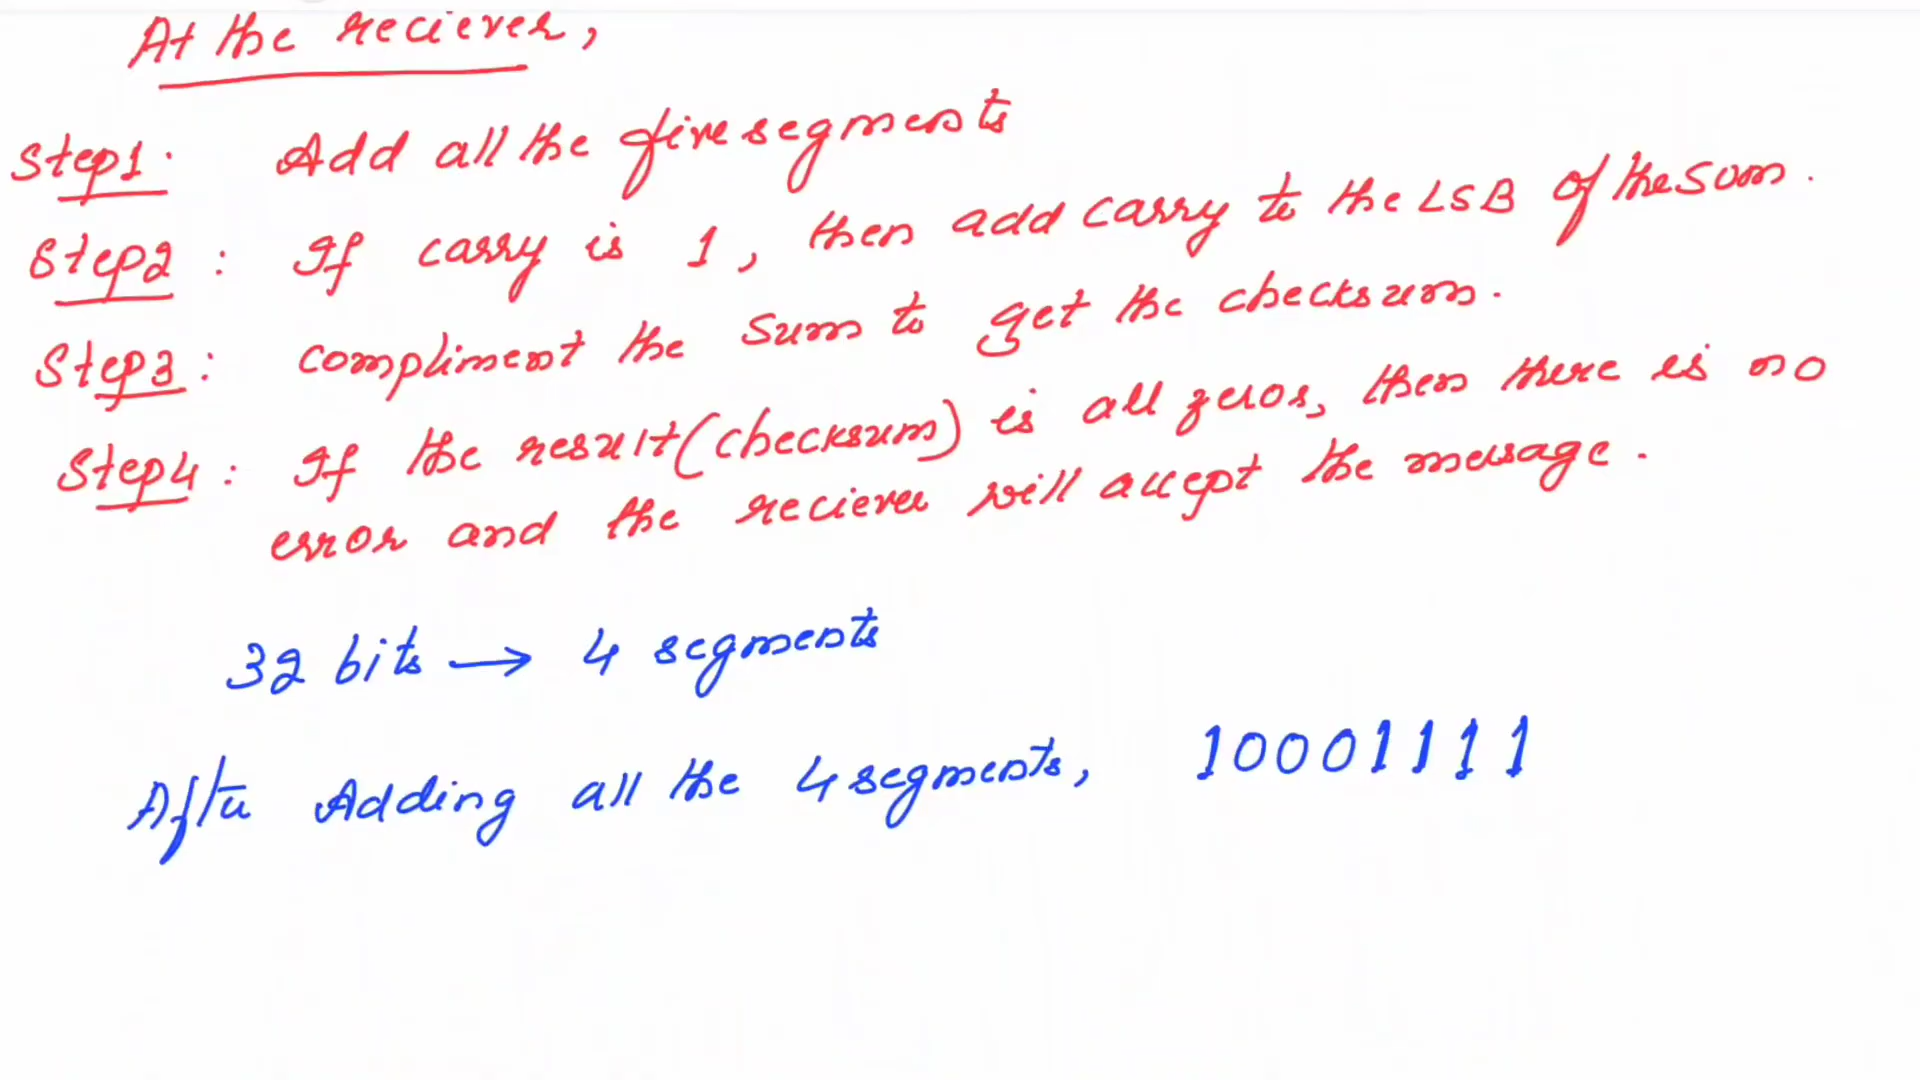 At the reciever,
Step1. Add all the five segments
Step2 : If carry is 1, then add carry to the LSB of the sum.
Step3 : compliment the sum to get the checksum.
Step4 : If the result(checksum) is all zeros, then there is no
error and the reciever will accept the message.
32 bits → 4 segments
After Adding all the 4 segments, 10001111